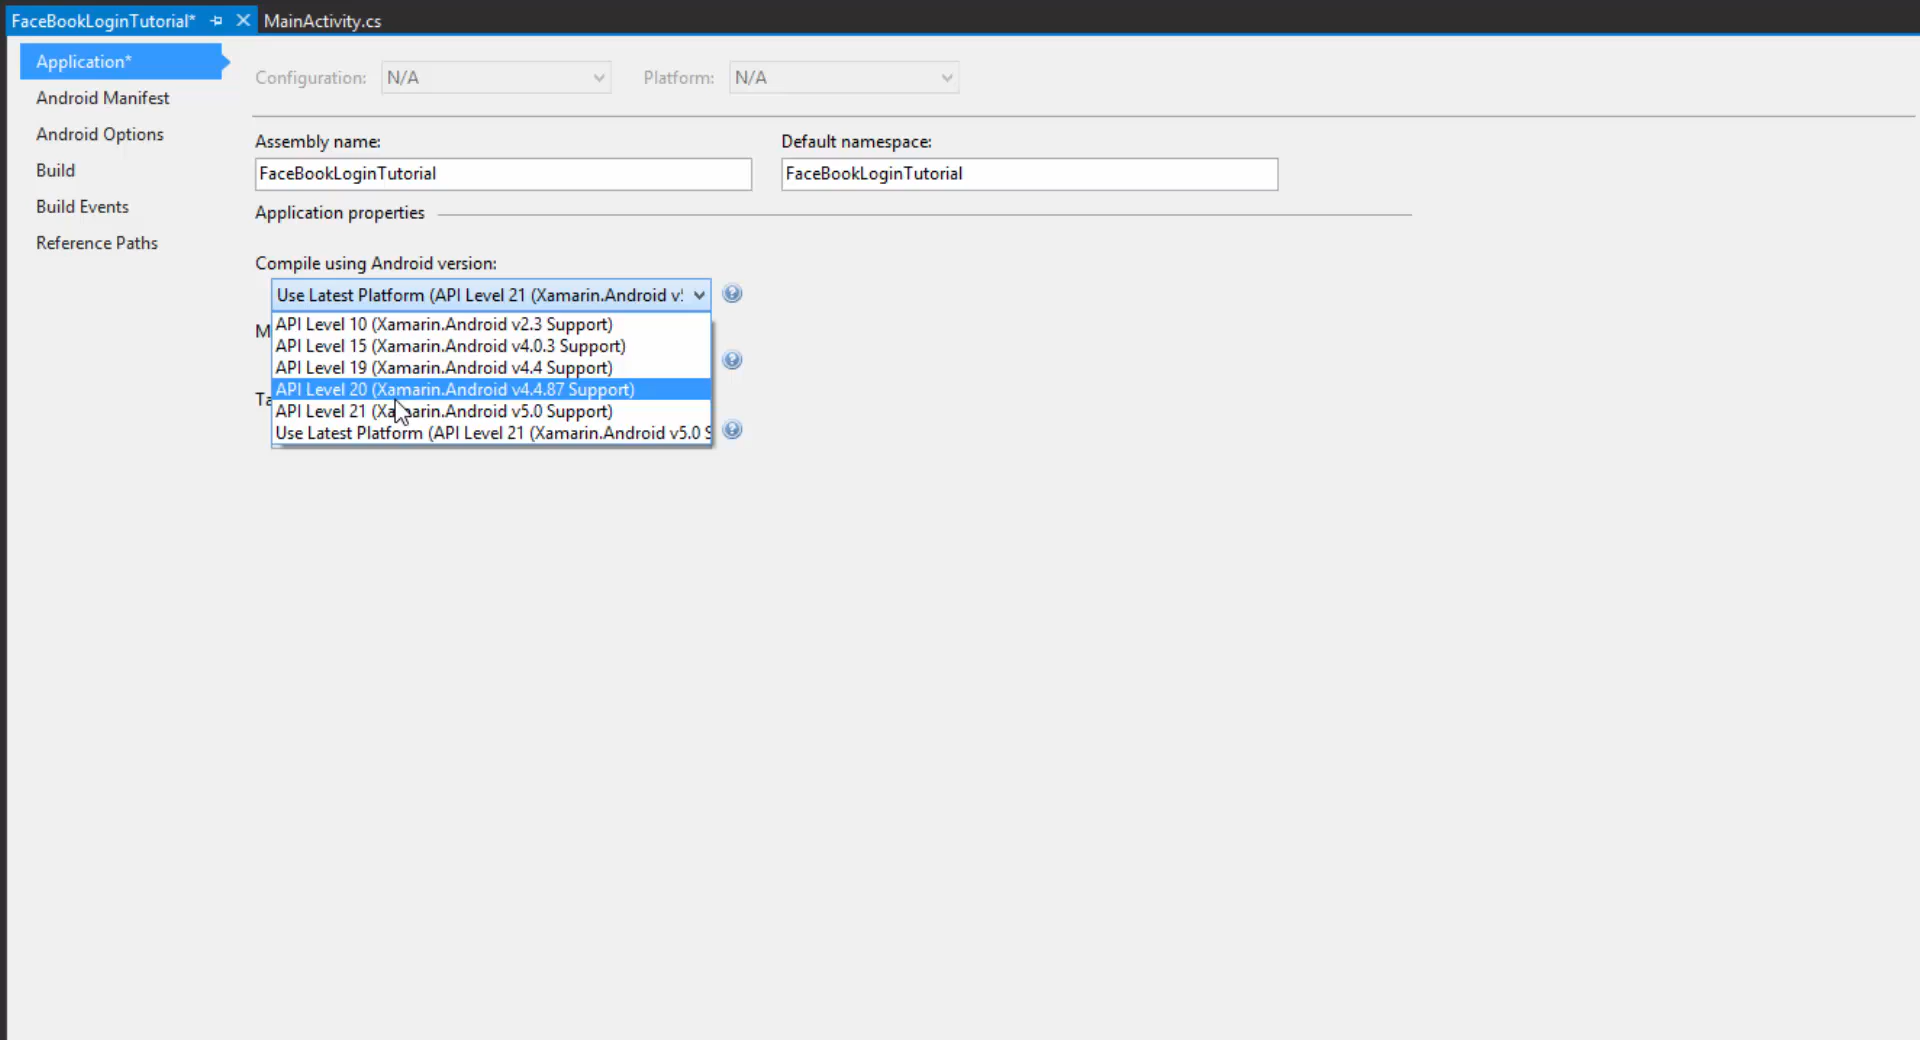 FaceBookLoginTutorial*
MainActivity.cs
Application*
Android Manifest
Android Options
Build
Build Events
Reference Paths
Configuration: N/A
Platform: N/A
Assembly name:
FaceBookLoginTutorial
Default namespace:
FaceBookLoginTutorial
Application properties
Compile using Android version:
Use Latest Platform (API Level 21 (Xamarin.Android v
M
API Level 10 (Xamarin.Android v2.3 Support)
API Level 15 (Xamarin.Android v4.0.3 Support)
API Level 19 (Xamarin.Android v4.4 Support)
API Level 20 (Xamarin.Android v4.4.87 Support)
Ta
API Level 21 (Xamarin.Android v5.0 Support)
Use Latest Platform (API Level 21 (Xamarin.Android v5.0 S